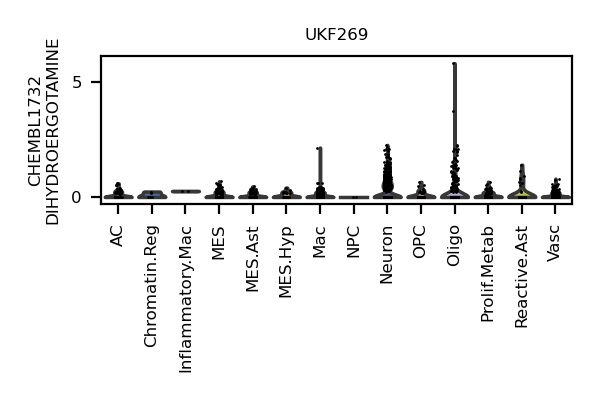 UKF269
CHEMBL1732
DIHYDROERGOTAMINE
5
0
AC
Chromatin.Reg
Inflammatory.Mac
MES
MES.Ast
MES.Hyp
Mac
NPC
Neuron
OPC
Oligo
Prolif.Metab
Reactive.Ast
Vasc